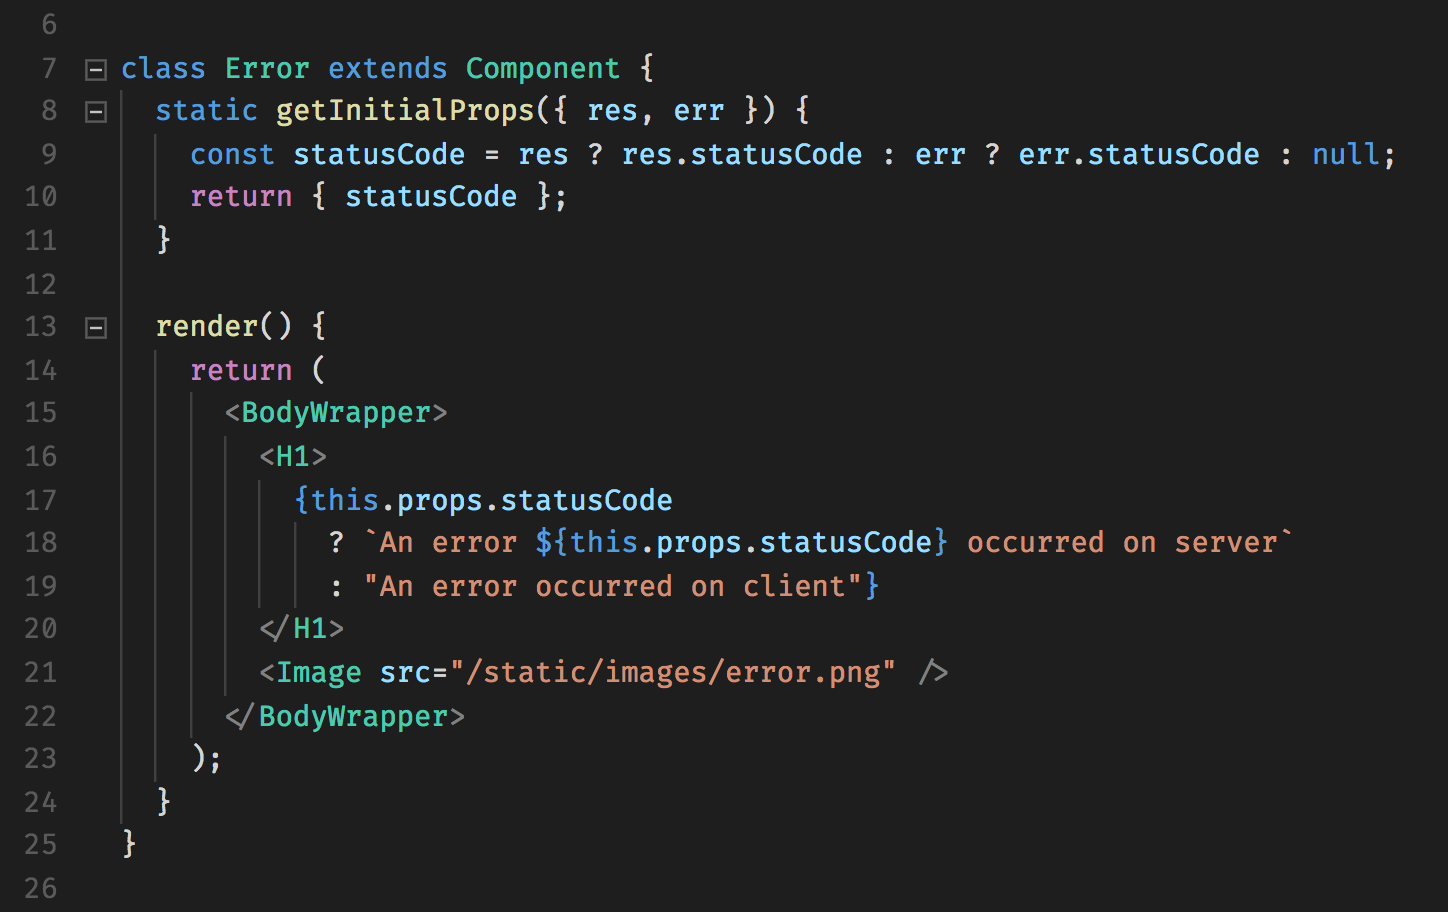 6
7 class Error extends Component {
8 static getInitialProps({ res, err }) {
9 const statusCode = res ? res.statusCode : err ? err.statusCode : null;
10 return { statusCode };
11 }
12
13 render() {
14 return (
15 <BodyWrapper>
16 <H1>
17 {this.props.statusCode
18 ? `An error ${this.props.statusCode} occurred on server`
19 : "An error occurred on client"}
20 </H1>
21 <Image src="/static/images/error.png" />
22 </BodyWrapper>
23 );
24 }
25 }
26